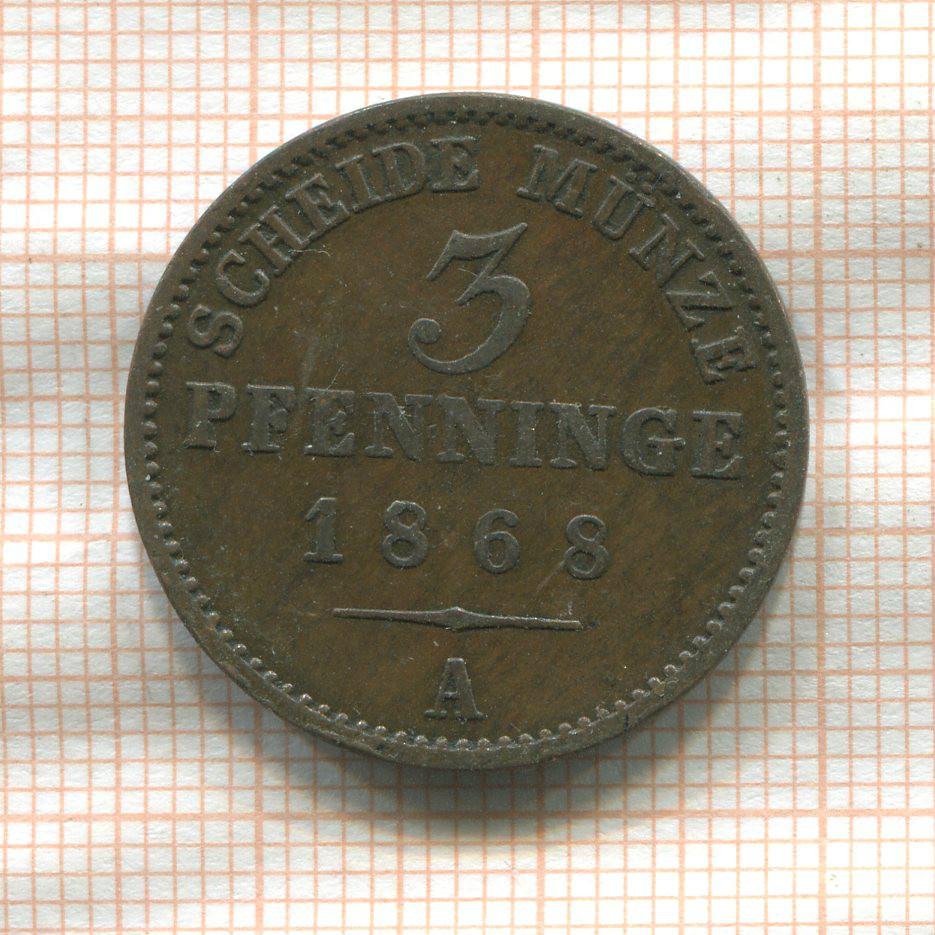 SCHEIDE MÜNZE
3
PFENNINGE
1868
A